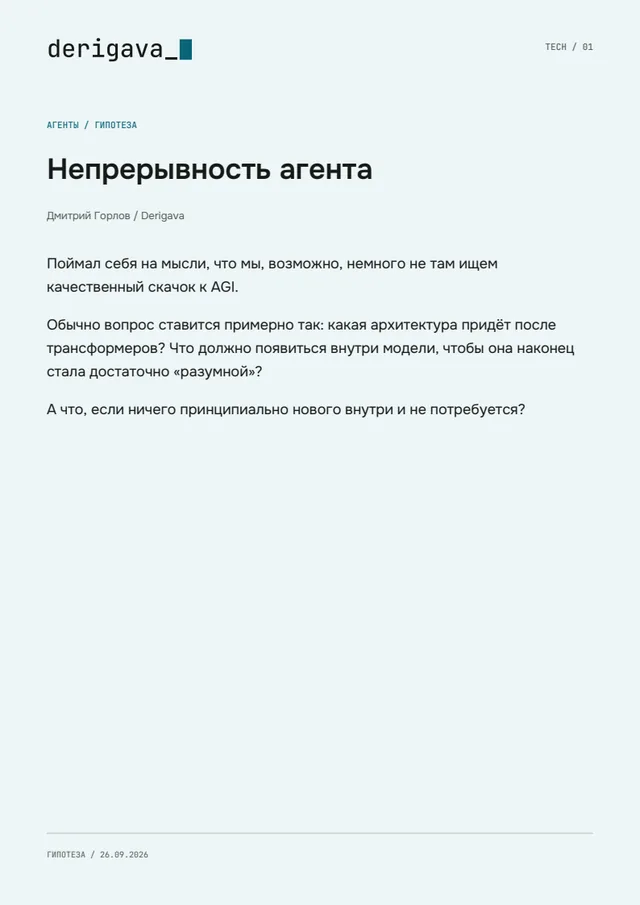 derigava_
TECH / 01
АГЕНТЫ / ГИПОТЕЗА
Непрерывность агента
Дмитрий Горлов / Derigava
Поймал себя на мысли, что мы, возможно, немного не там ищем
качественный скачок к AGI.
Обычно вопрос ставится примерно так: какая архитектура придёт после
трансформеров? Что должно появиться внутри модели, чтобы она наконец
стала достаточно «разумной»?
А что, если ничего принципиально нового внутри и не потребуется?
ГИПОТЕЗА / 26.09.2026